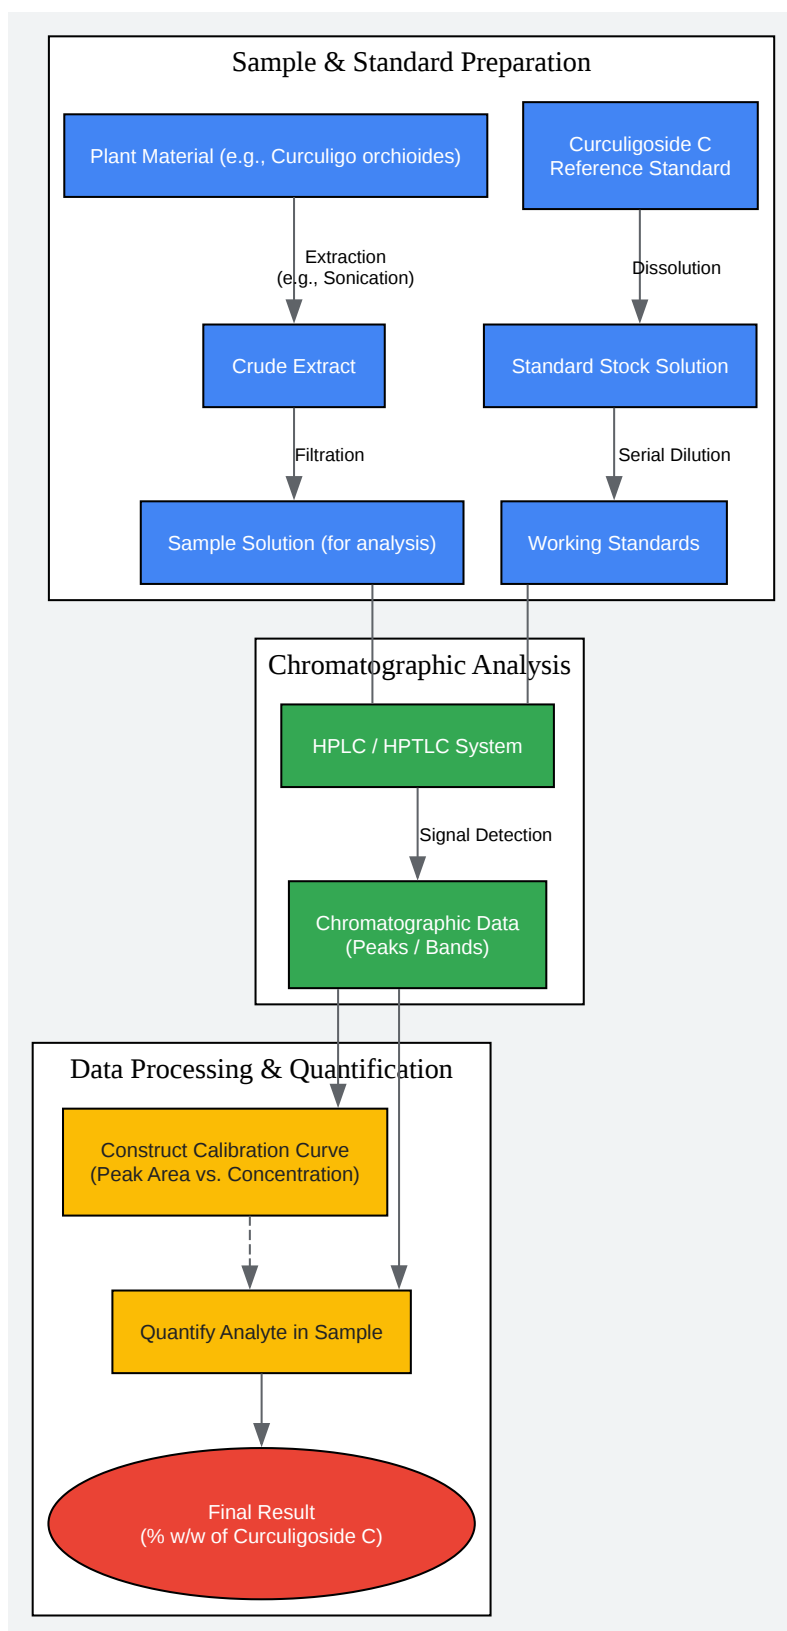 Sample & Standard Preparation
Plant Material (e.g., Curculigo orchioides)
Curculigoside C
Reference Standard
Extraction
(e.g., Sonication)
Dissolution
Crude Extract
Standard Stock Solution
Filtration
Serial Dilution
Sample Solution (for analysis)
Working Standards
Chromatographic Analysis
HPLC / HPTLC System
Signal Detection
Chromatographic Data
(Peaks / Bands)
Data Processing & Quantification
Construct Calibration Curve
(Peak Area vs. Concentration)
Quantify Analyte in Sample
Final Result
(% w/w of Curculigoside C)